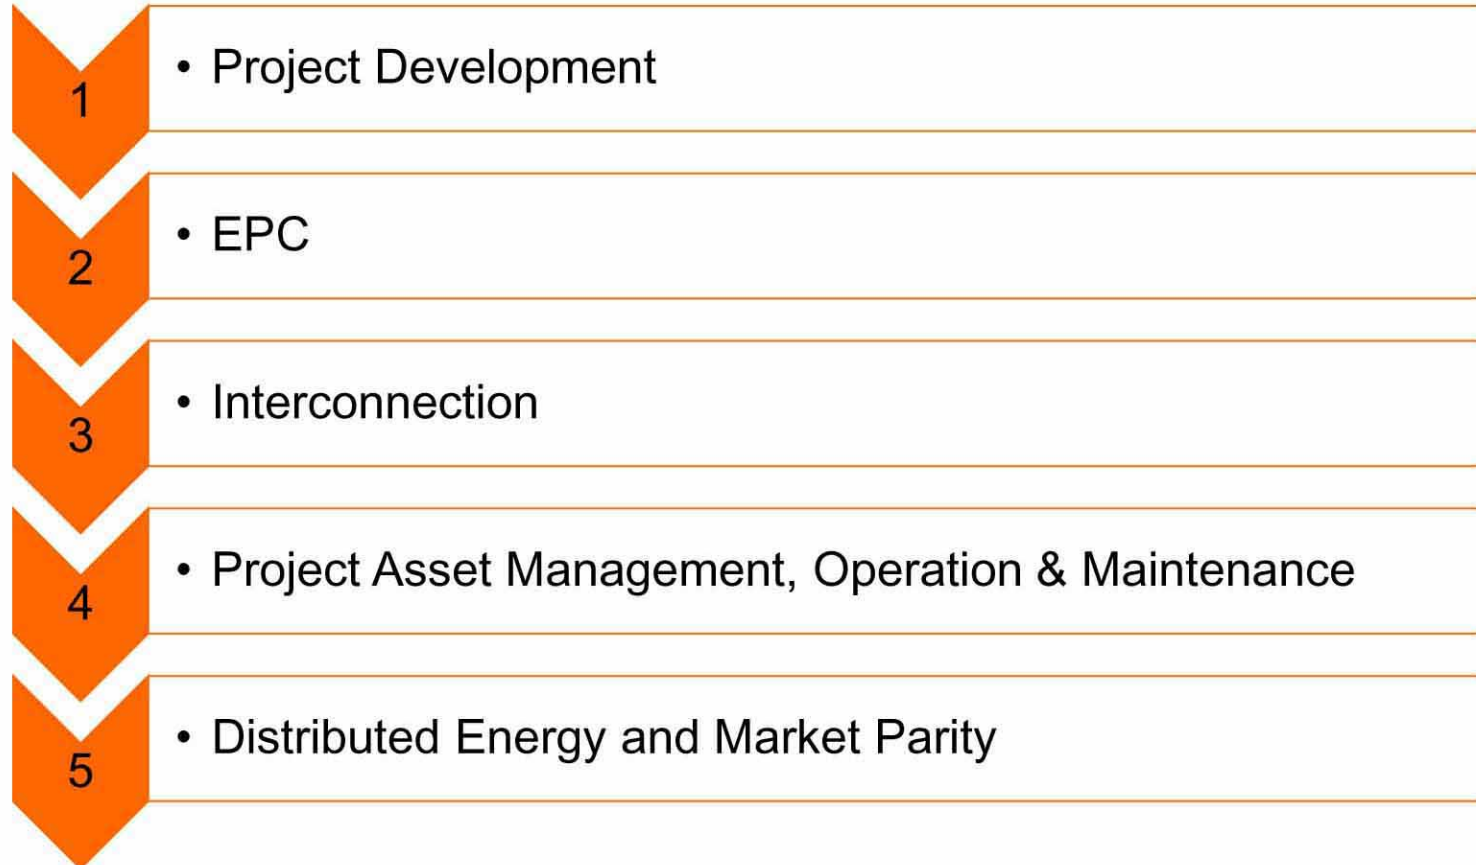 1
• Project Development
2
• EPC
3
• Interconnection
4
• Project Asset Management, Operation & Maintenance
5
• Distributed Energy and Market Parity